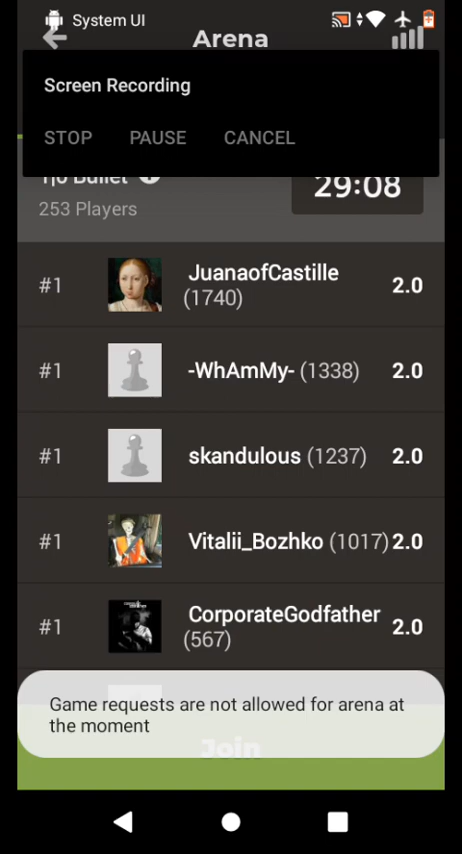 System UI
Arena
Screen Recording
STOP PAUSE CANCEL
Bullet
29:08
253 Players
#1 JuanaofCastille 2.0
(1740)
#1 -WhAmMy- (1338) 2.0
#1 skandulous (1237) 2.0
#1 Vitalii_Bozhko (1017) 2.0
#1 CorporateGodfather 2.0
(567)
Game requests are not allowed for arena at
the moment
Join